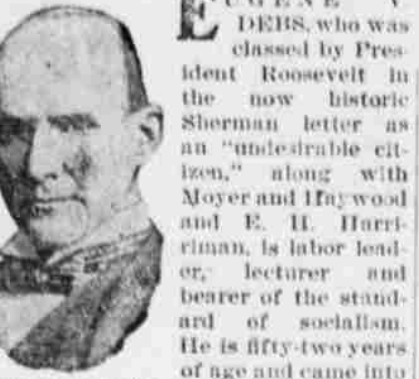 EUGENE V.
DEBS, who was
classed by Pres-
ident Roosevelt in
the now historic
Sherman letter as
an "undesirable cit-
izen," along with
Moyer and Haywood
and E. H. Harri-
riman, is labor lead-
er, lecturer and
bearer of the stand-
ard of socialism.
He is fifty-two years
of age and came into